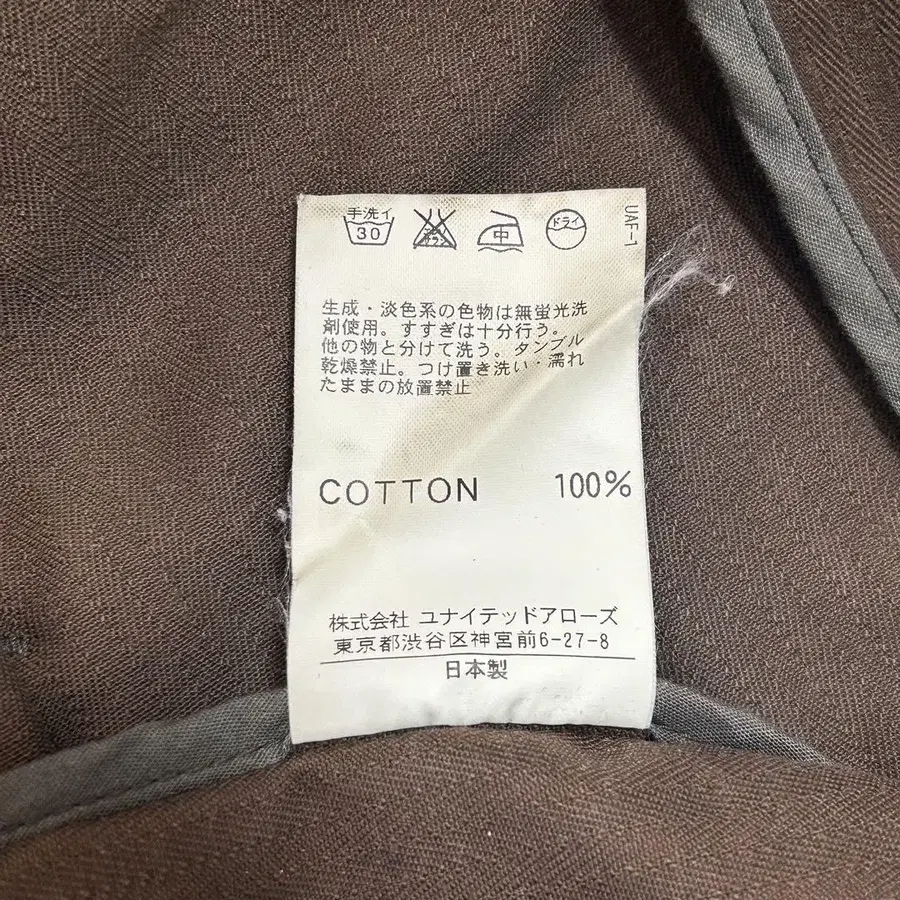 手洗イ
30
中
ドライ
UAF-1
生成・淡色系の色物は無蛍光洗
剤使用。すすぎは十分行う。
他の物と分けて洗う。タンブル
乾燥禁止。つけ置き洗い・濡れ
たままの放置禁止
COTTON 100%
株式会社 ユナイテッドアローズ
東京都渋谷区神宮前6-27-8
日本製